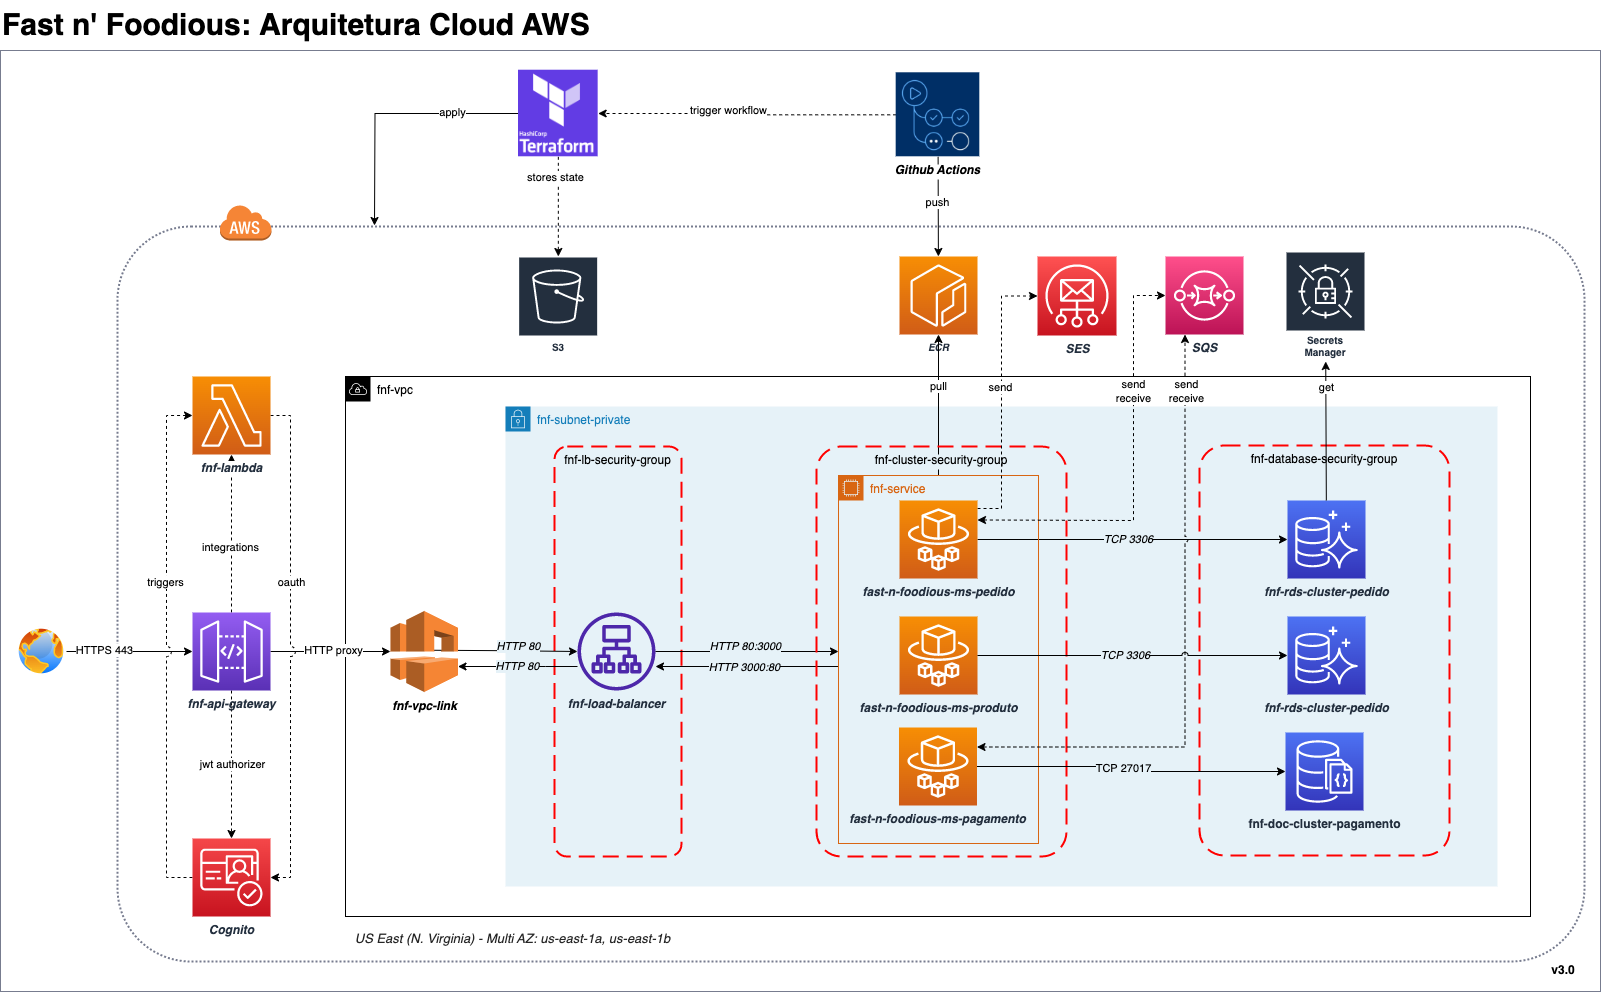 Fast n' Foodious: Arquitetura Cloud AWS
HashiCorp
Terraform
apply
trigger workflow
Github Actions
stores state
push
AWS
S3
ECR
SES
SQS
Secrets
Manager
fnf-vpc
pull
send
send
receive
send
receive
get
fnf-subnet-private
fnf-lambda
fnf-lb-security-group
fnf-cluster-security-group
fnf-database-security-group
fnf-service
integrations
triggers
oauth
TCP 3306
fast-n-foodious-ms-pedido
fnf-rds-cluster-pedido
HTTPS 443
HTTP proxy
HTTP 80
HTTP 80
HTTP 80:3000
HTTP 3000:80
TCP 3306
fnf-api-gateway
fnf-vpc-link
fnf-load-balancer
fast-n-foodious-ms-produto
fnf-rds-cluster-pedido
jwt authorizer
TCP 27017
fast-n-foodious-ms-pagamento
fnf-doc-cluster-pagamento
Cognito
US East (N. Virginia) - Multi AZ: us-east-1a, us-east-1b
v3.0